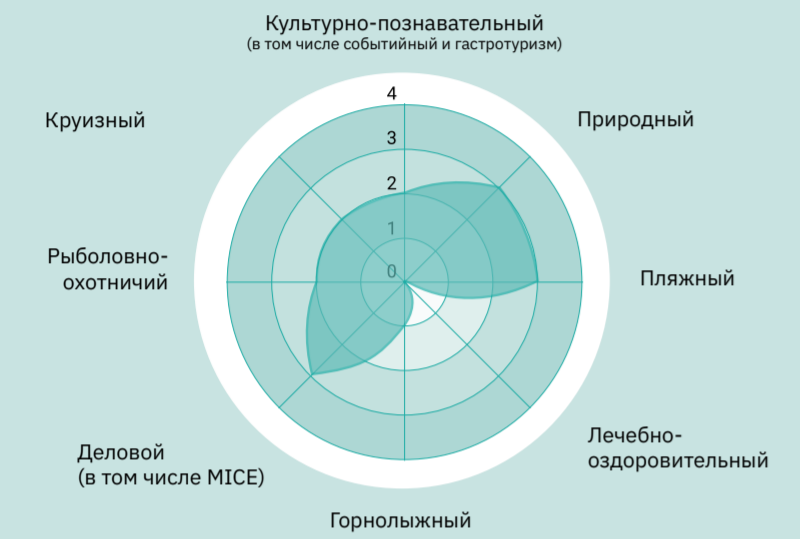 Культурно-познавательный
(в том числе событийный и гастротуризм)
4
Круизный
Природный
3
2
1
Рыболовно-
охотничий
0
Пляжный
Лечебно-
оздоровительный
Деловой
(в том числе MICE)
Горнолыжный